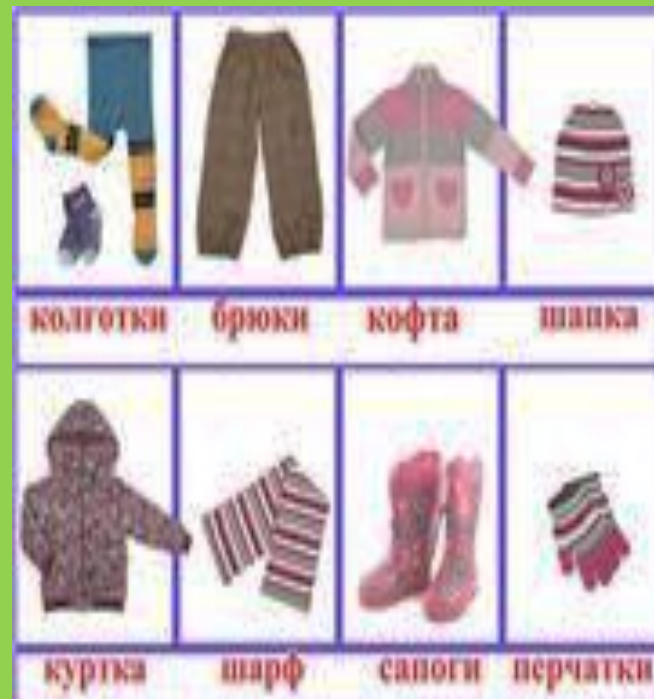 колготки брюки кофта шапка
куртка шарф сапоги перчатки